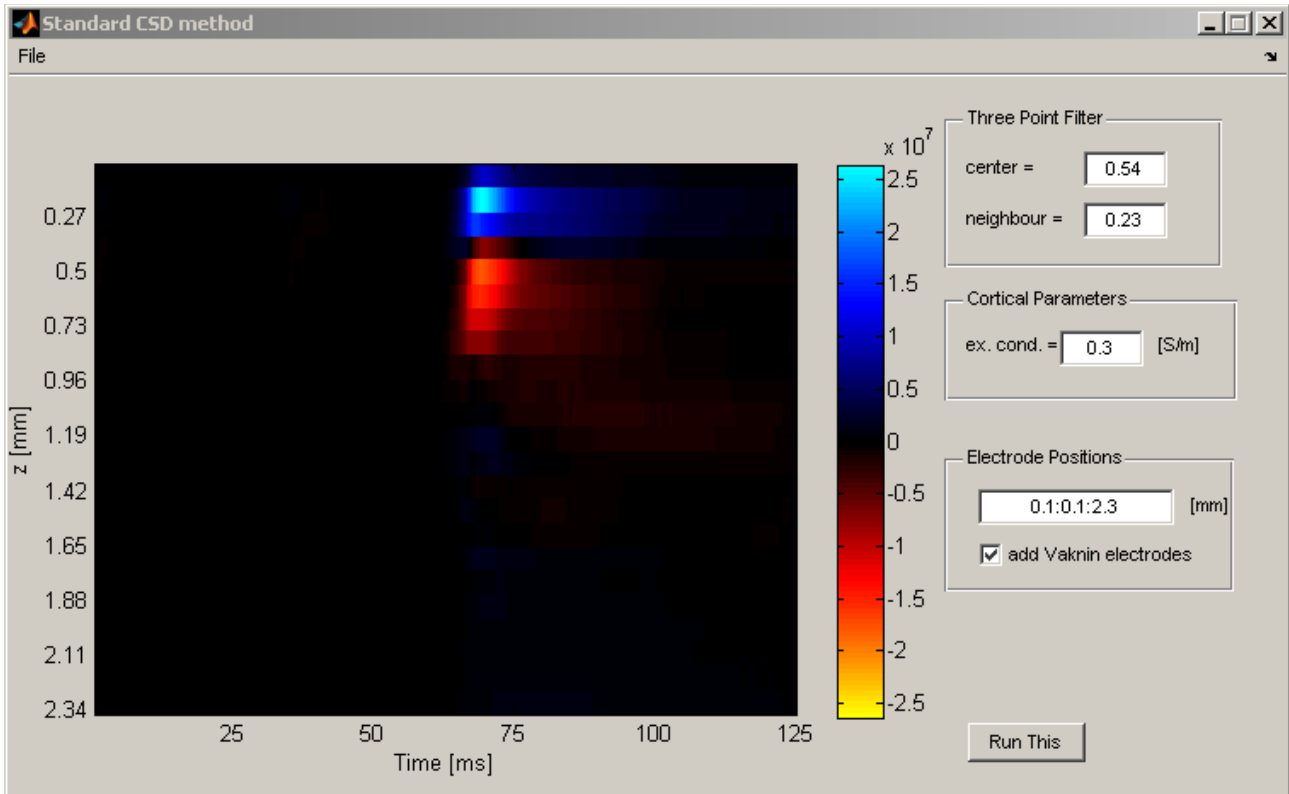 Standard CSD method
File
0.27
0.5
0.73
0.96
1.19
1.42
1.65
1.88
2.11
2.34
z [mm]
25
50
75
100
125
Time [ms]
x 10^7
2.5
2
1.5
1
0.5
0
-0.5
-1
-1.5
-2
-2.5
Three Point Filter
center = 0.54
neighbour = 0.23
Cortical Parameters
ex. cond. = 0.3 [S/m]
Electrode Positions
0.1:0.1:2.3 [mm]
add Vaknin electrodes
Run This